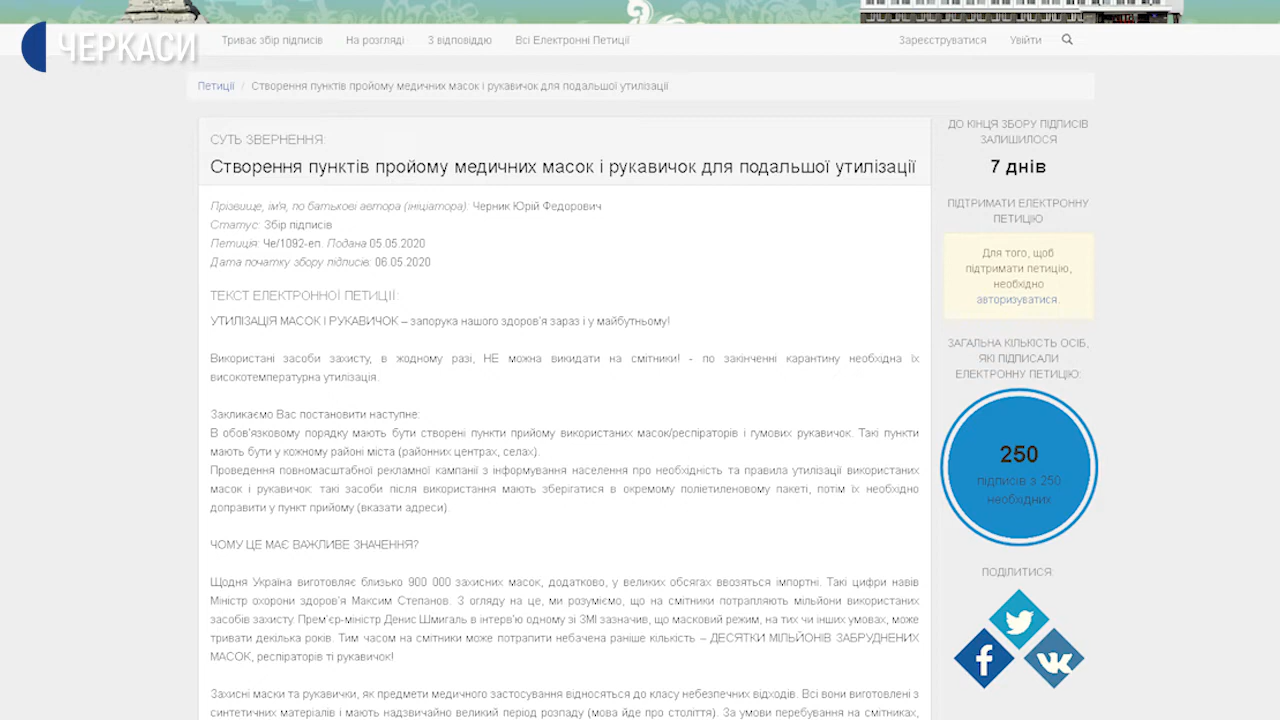 ЧЕРКАСИ
Триває збір підписів На розгляді З відповіддю Всі Електронні Петиції Зареєструватися Увійти
Петиції / Створення пунктів пройому медичних масок і рукавичок для подальшої утилізації
СУТЬ ЗВЕРНЕННЯ:
Створення пунктів пройому медичних масок і рукавичок для подальшої утилізації
Прізвище, ім'я, по батькові автора (ініціатора): Черник Юрій Федорович
Статус: Збір підписів
Петиція: Че/1092-еп. Подана 05.05.2020
Дата початку збору підписів: 06.05.2020
ТЕКСТ ЕЛЕКТРОННОЇ ПЕТИЦІЇ:
УТИЛІЗАЦІЯ МАСОК І РУКАВИЧОК – запорука нашого здоров'я зараз і у майбутньому!
Використані засоби захисту, в жодному разі, НЕ можна викидати на смітники! - по закінченні карантину необхідна їх
високотемпературна утилізація.
Закликаємо Вас постановити наступне:
В обов'язковому порядку мають бути створені пункти прийому використаних масок/респіраторів і гумових рукавичок. Такі пункти
мають бути у кожному районі міста (районних центрах, селах).
Проведення повномасштабної рекламної кампанії з інформування населення про необхідність та правила утилізації використаних
масок і рукавичок: такі засоби після використання мають зберігатися в окремому поліетиленовому пакеті, потім їх необхідно
доправити у пункт прийому (вказати адреси).
ЧОМУ ЦЕ МАЄ ВАЖЛИВЕ ЗНАЧЕННЯ?
Щодня Україна виготовляє близько 900 000 захисних масок, додатково, у великих обсягах ввозяться імпортні. Такі цифри навів
Міністр охорони здоров'я Максим Степанов. З огляду на це, ми розуміємо, що на смітники потрапляють мільйони використаних
засобів захисту. Прем'єр-міністр Денис Шмигаль в інтерв'ю одному зі ЗМІ зазначив, що масковий режим, на тих чи інших умовах, може
тривати декілька років. Тим часом на смітники може потрапити небачена раніше кількість – ДЕСЯТКИ МІЛЬЙОНІВ ЗАБРУДНЕНИХ
МАСОК, респіраторів ті рукавичок!
Захисні маски та рукавички, як предмети медичного застосування відносяться до класу небезпечних відходів. Всі вони виготовлені з
синтетичних матеріалів і мають надзвичайно великий період розпаду (мова йде про століття). За умови перебування на смітниках,
ДО КІНЦЯ ЗБОРУ ПІДПИСІВ
ЗАЛИШИЛОСЯ
7 днів
ПІДТРИМАТИ ЕЛЕКТРОННУ
ПЕТИЦІЮ
Для того, щоб
підтримати петицію,
необхідно
авторизуватися.
ЗАГАЛЬНА КІЛЬКІСТЬ ОСІБ,
ЯКІ ПІДПИСАЛИ
ЕЛЕКТРОННУ ПЕТИЦІЮ:
250
підписів з 250
необхідних
ПОДІЛИТИСЯ: